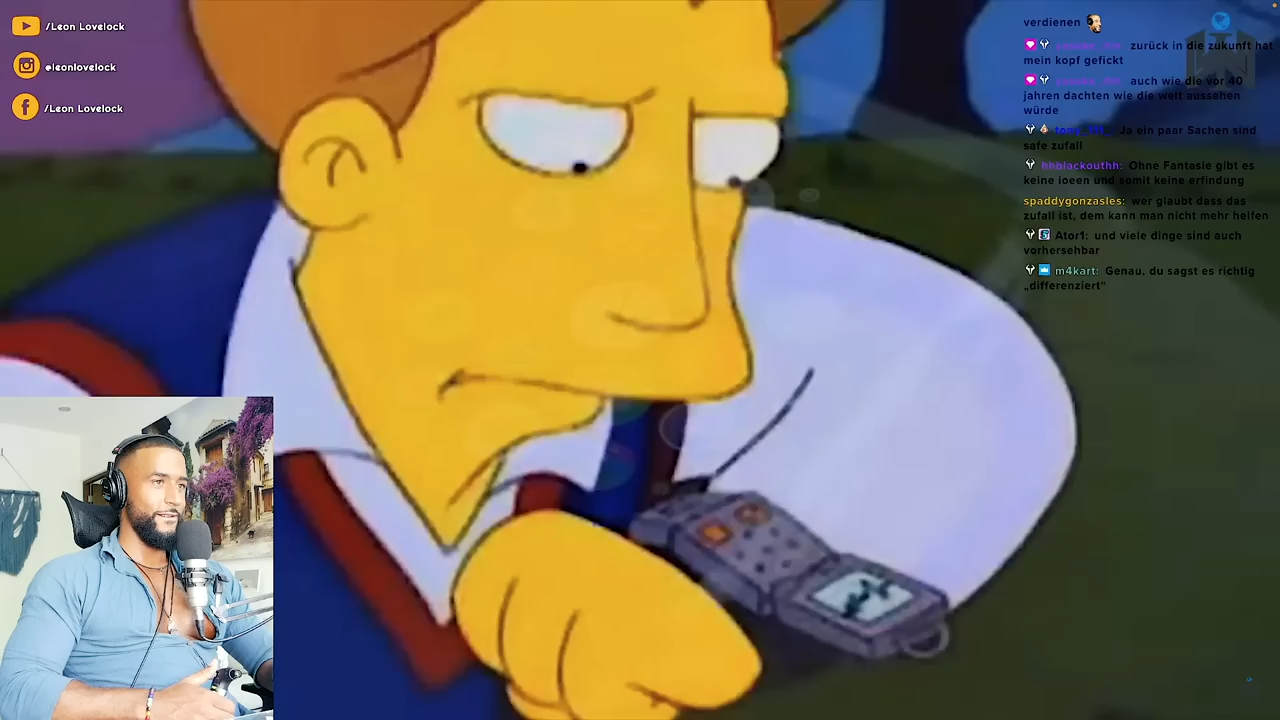 /Leon Lovelock
@leonlovelock
/Leon Lovelock
verdienen
zurück in die zukunft hat
mein kopf gefickt
auch wie die vor 40
jahren dachten wie die welt aussehen
würde
Ja ein paar Sachen sind
safe zufall
hhblackouthh: Ohne Fantasie gibt es
keine ideen und somit keine erfindung
spaddygonzasles: wer glaubt dass das
zufall ist, dem kann man nicht mehr helfen
Ator1: und viele dinge sind auch
vorhersehbar
m4kart: Genau, du sagst es richtig
„differenziert"